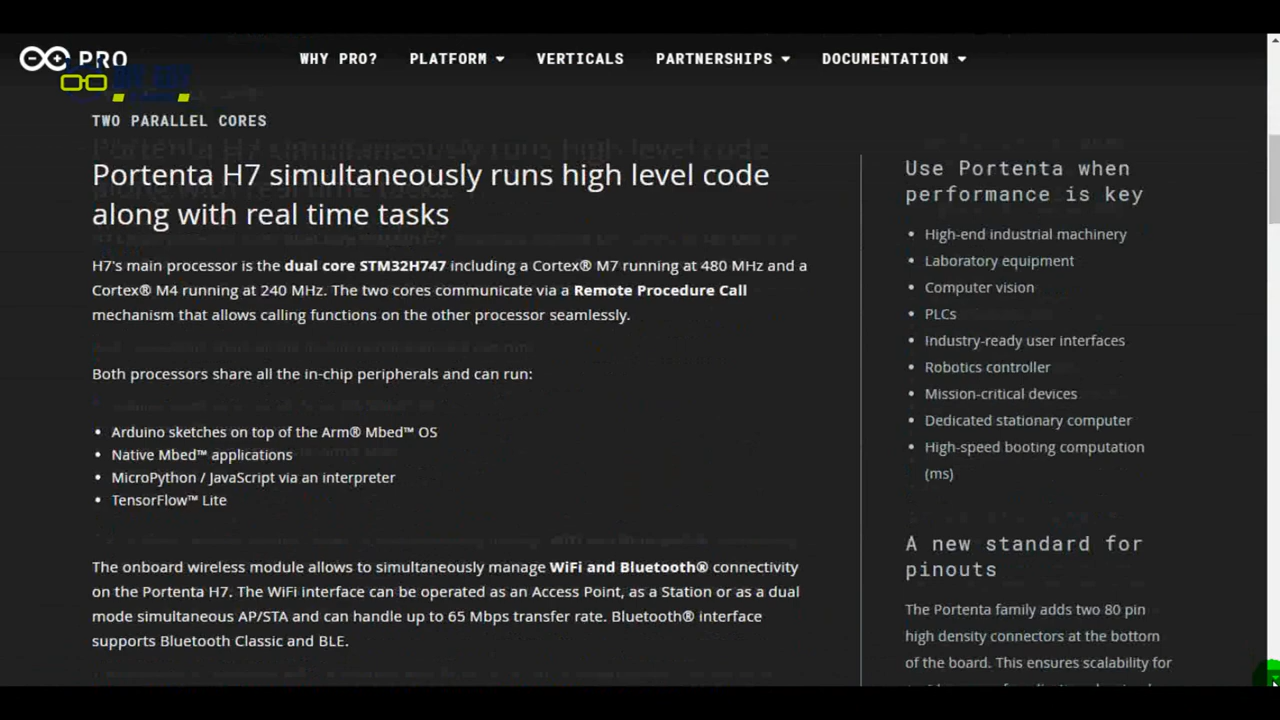 PRO
WHY PRO?
PLATFORM
VERTICALS
PARTNERSHIPS
DOCUMENTATION
TWO PARALLEL CORES
Portenta H7 simultaneously runs high level code
along with real time tasks
H7's main processor is the dual core STM32H747 including a Cortex® M7 running at 480 MHz and a
Cortex® M4 running at 240 MHz. The two cores communicate via a Remote Procedure Call
mechanism that allows calling functions on the other processor seamlessly.
Both processors share all the in-chip peripherals and can run:
• Arduino sketches on top of the Arm® Mbed™ OS
• Native Mbed™ applications
• MicroPython / JavaScript via an interpreter
• TensorFlow™ Lite
The onboard wireless module allows to simultaneously manage WiFi and Bluetooth® connectivity
on the Portenta H7. The WiFi interface can be operated as an Access Point, as a Station or as a dual
mode simultaneous AP/STA and can handle up to 65 Mbps transfer rate. Bluetooth® interface
supports Bluetooth Classic and BLE.
Use Portenta when
performance is key
• High-end industrial machinery
• Laboratory equipment
• Computer vision
• PLCs
• Industry-ready user interfaces
• Robotics controller
• Mission-critical devices
• Dedicated stationary computer
• High-speed booting computation
(ms)
A new standard for
pinouts
The Portenta family adds two 80 pin
high density connectors at the bottom
of the board. This ensures scalability for